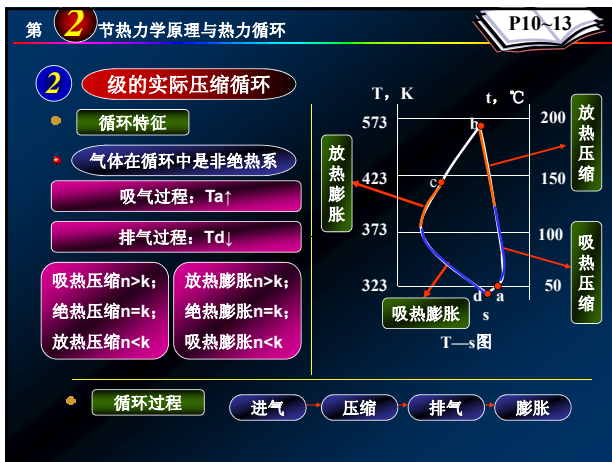 第2节热力学原理与热力循环
P10~13
2 级的实际压缩循环
循环特征
气体在循环中是非绝热系
吸气过程：Ta↑
排气过程：Td↓
吸热压缩n>k；
绝热压缩n=k；
放热压缩n<k
放热膨胀n>k；
绝热膨胀n=k；
吸热膨胀n<k
T，K
t，℃
573
423
373
323
200
150
100
50
b
c
d
a
s
放热膨胀
放热压缩
吸热压缩
吸热膨胀
T—s图
循环过程
进气
压缩
排气
膨胀